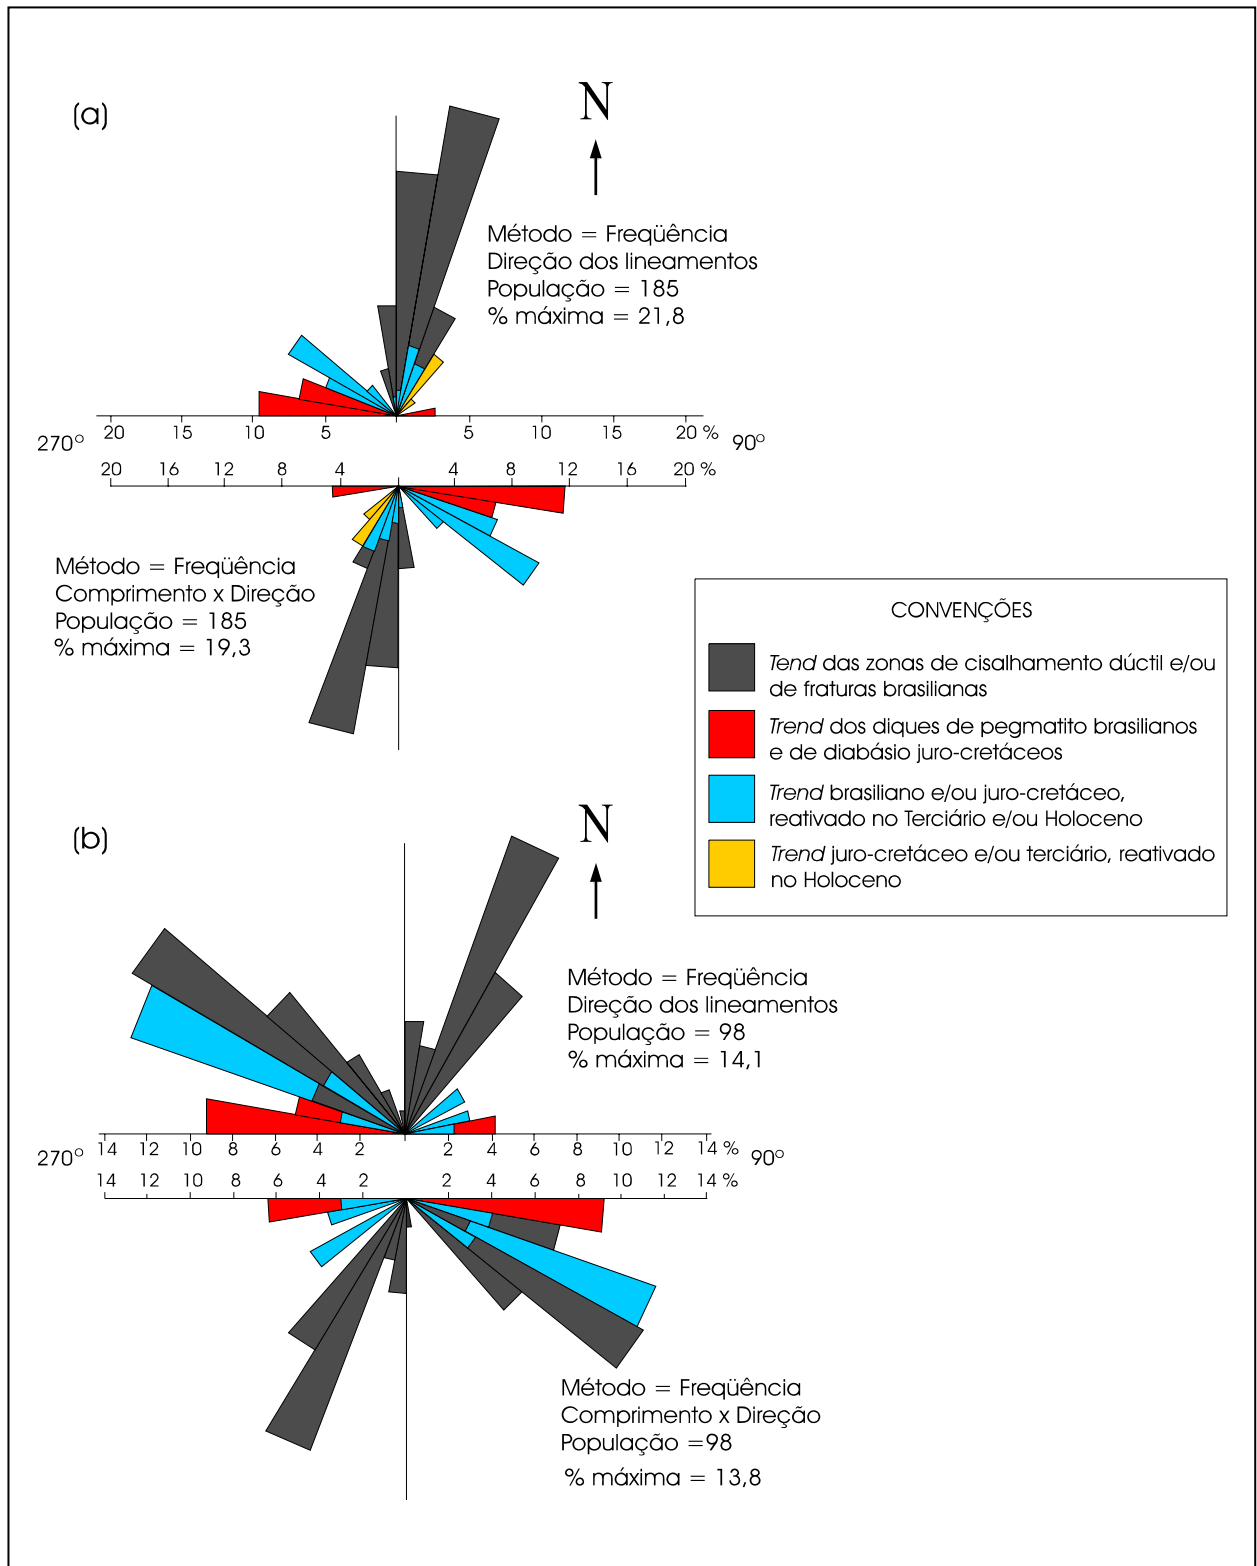 (a)
N
Método = Freqüência
Direção dos lineamentos
População = 185
% máxima = 21,8
20 15 10 5 5 10 15 20 %
270° 90°
20 16 12 8 4 4 8 12 16 20 %
Método = Freqüência
Comprimento x Direção
População = 185
% máxima = 19,3
CONVENÇÕES
Tend das zonas de cisalhamento dúctil e/ou
de fraturas brasilianas
Trend dos diques de pegmatito brasilianos
e de diabásio juro-cretáceos
Trend brasiliano e/ou juro-cretáceo,
reativado no Terciário e/ou Holoceno
Trend juro-cretáceo e/ou terciário, reativado
no Holoceno
(b)
N
Método = Freqüência
Direção dos lineamentos
População = 98
% máxima = 14,1
14 12 10 8 6 4 2 2 4 6 8 10 12 14 %
270° 90°
14 12 10 8 6 4 2 2 4 6 8 10 12 14 %
Método = Freqüência
Comprimento x Direção
População =98
% máxima = 13,8